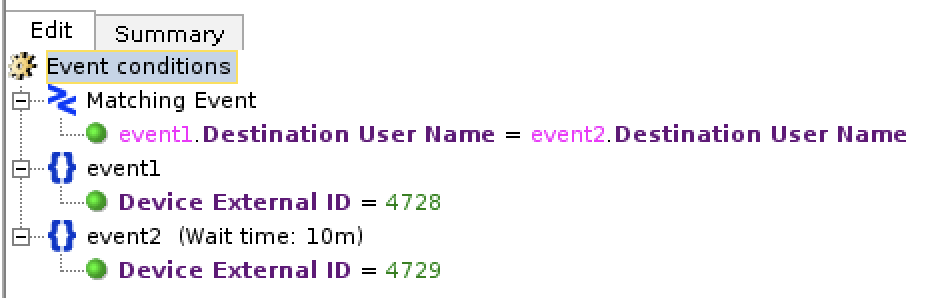 Edit Summary
Event conditions
Matching Event
event1.Destination User Name = event2.Destination User Name
event1
Device External ID = 4728
event2 (Wait time: 10m)
Device External ID = 4729